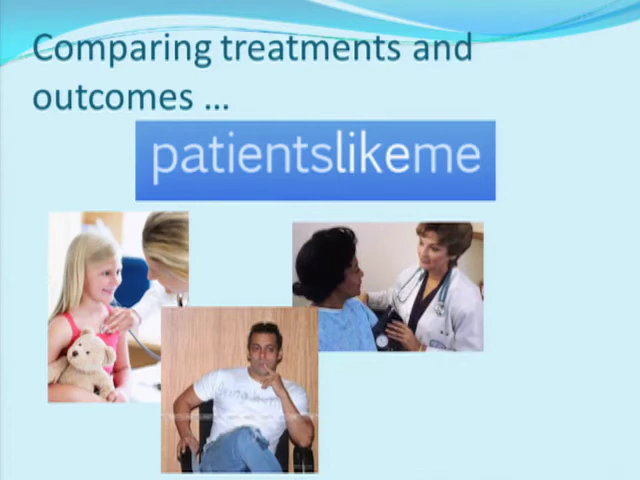 Comparing treatments and
outcomes ...
patientslikeme